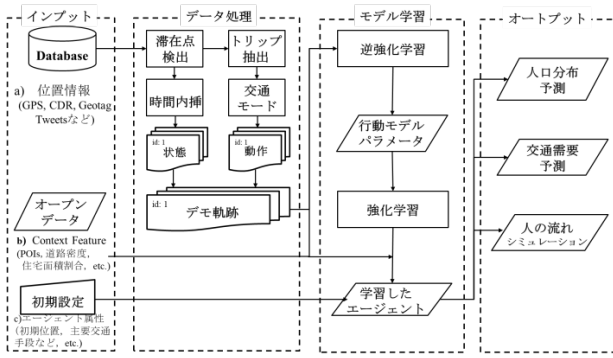 インプット
Database
a) 位置情報
(GPS, CDR, Geotag
Tweetsなど)
オープン
データ
b) Context Feature
(POIs, 道路密度,
住宅面積割合, etc.)
初期設定
c)エージェント属性
(初期位置, 主要交通
手段など, etc.)
データ処理
滞在点
検出
トリップ
抽出
時間内挿
交通
モード
id: 1
状態
id: 1
動作
id: 1
デモ軌跡
モデル学習
逆強化学習
行動モデル
パラメータ
強化学習
学習した
エージェント
オートプット
人口分布
予測
交通需要
予測
人の流れ
シミュレーション